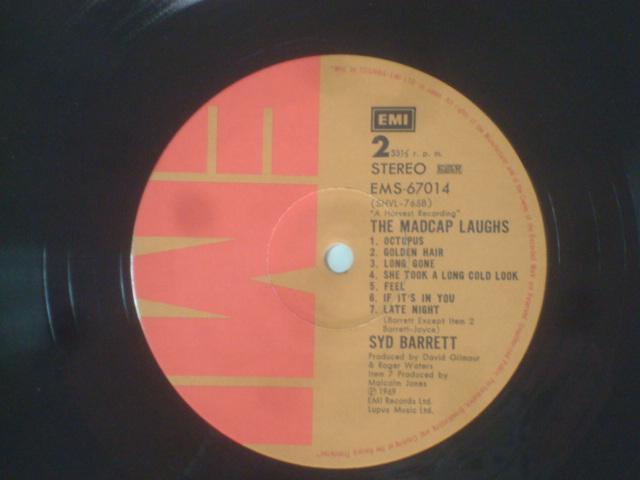 EMI
EMI
2 33⅓ r. p. m.
STEREO
EMS-67014
(SHVL-765B)
"A Harvest Recording"
THE MADCAP LAUGHS
1. OCTOPUS
2. GOLDEN HAIR
3. LONG GONE
4. SHE TOOK A LONG COLD LOOK
5. FEEL
6. IF IT'S IN YOU
7. LATE NIGHT
(Barrett Except Item 2
Barrett-Joyce)
SYD BARRETT
Produced by David Gilmour
& Roger Waters
Item 7 Produced by
Malcolm Jones
℗ 1969
EMI Records Ltd.
Lupus Music Ltd.